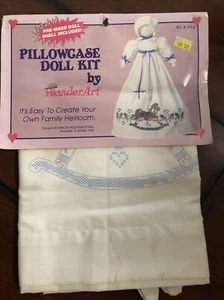 PRE-MADE DOLL
SHELL INCLUDED!
PILLOWCASE
DOLL KIT
by
WonderArt
It's Easy To Create Your
Own Family Heirloom.